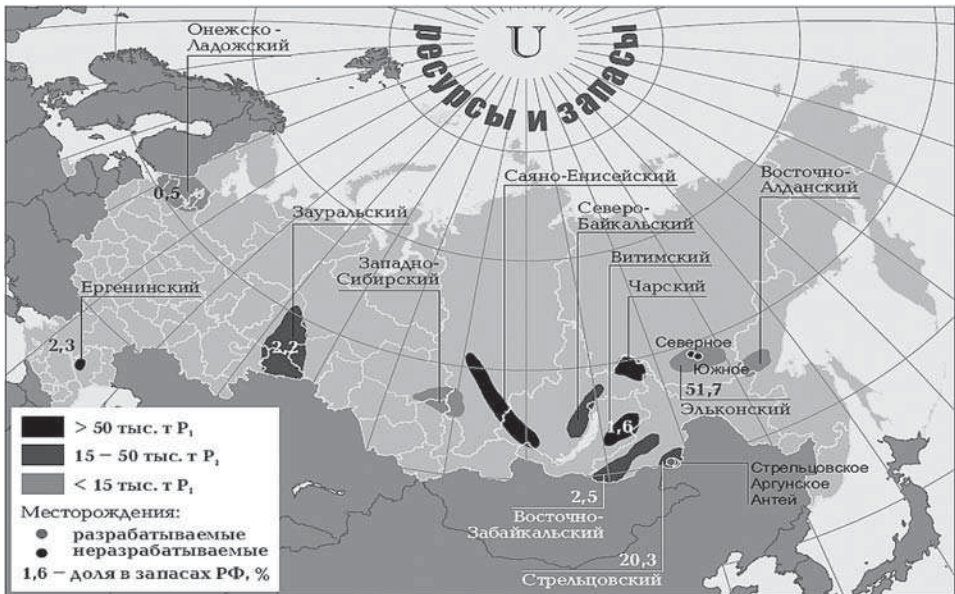 U
ресурсы и запасы
Онежско-
Ладожский
0,5
Зауральский
2,2
Западно-
Сибирский
Саяно-Енисейский
Северо-
Байкальский
Витимский
Чарский
Восточно-
Алданский
Ергенинский
2,3
Северное
Южное
51,7
Эльконский
1,6
Стрельцовское
Аргунское
Антей
2,5
Восточно-
Забайкальский
20,3
Стрельцовский
> 50 тыс. т P₁
15 – 50 тыс. т P₁
< 15 тыс. т P₁
Месторождения:
разрабатываемые
неразрабатываемые
1,6 – доля в запасах РФ, %